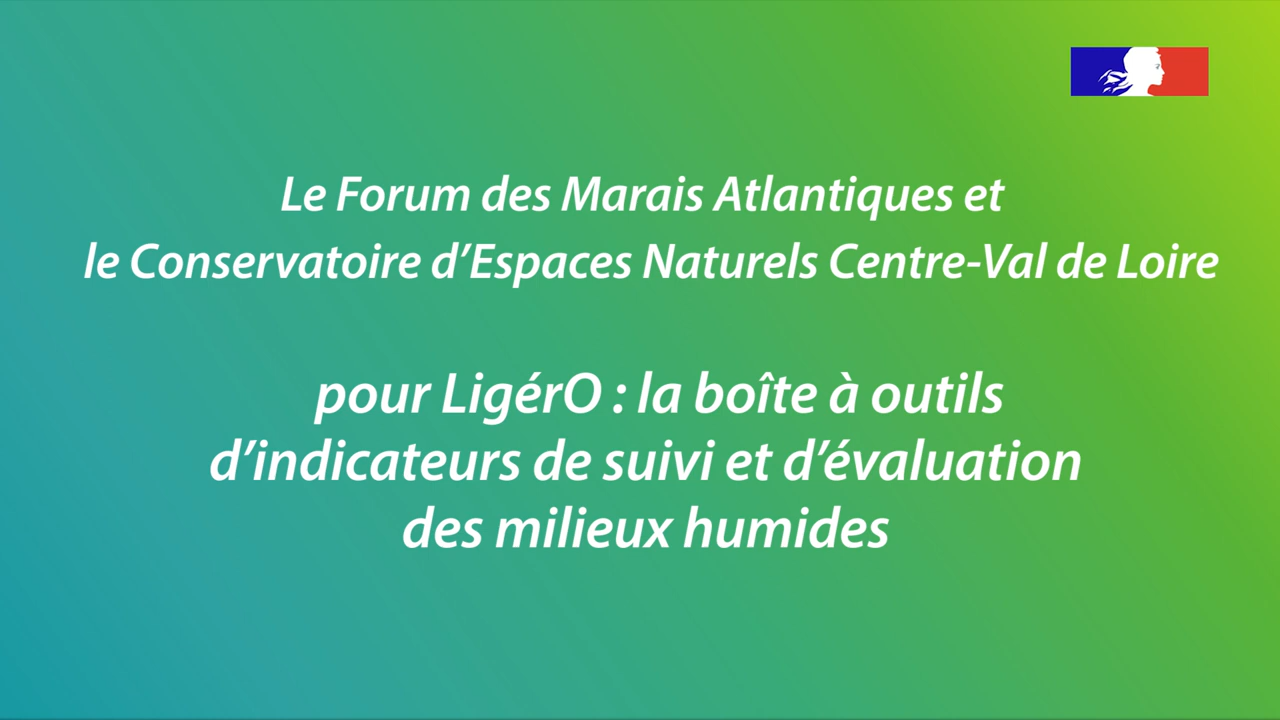 Le Forum des Marais Atlantiques et
le Conservatoire d’Espaces Naturels Centre-Val de Loire
pour LigérO : la boîte à outils
d’indicateurs de suivi et d’évaluation
des milieux humides